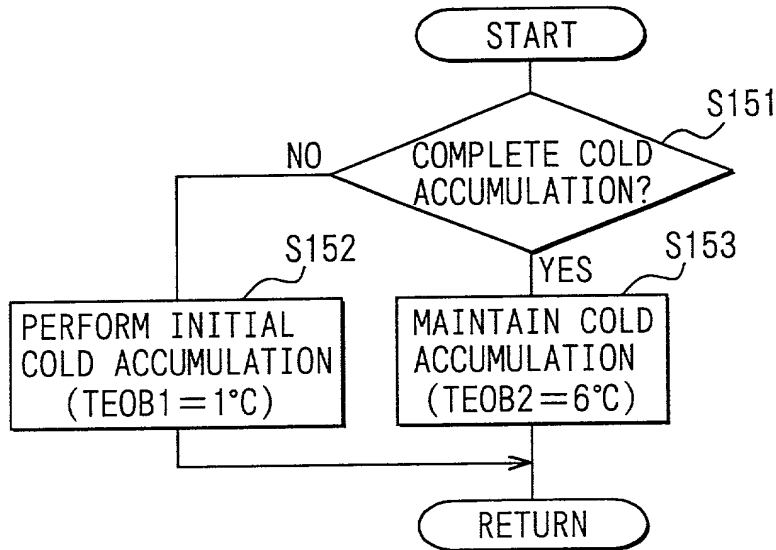 START
S151
COMPLETE COLD
ACCUMULATION?
NO
YES
S152
PERFORM INITIAL
COLD ACCUMULATION
(TEOB1=1°C)
S153
MAINTAIN COLD
ACCUMULATION
(TEOB2=6°C)
RETURN